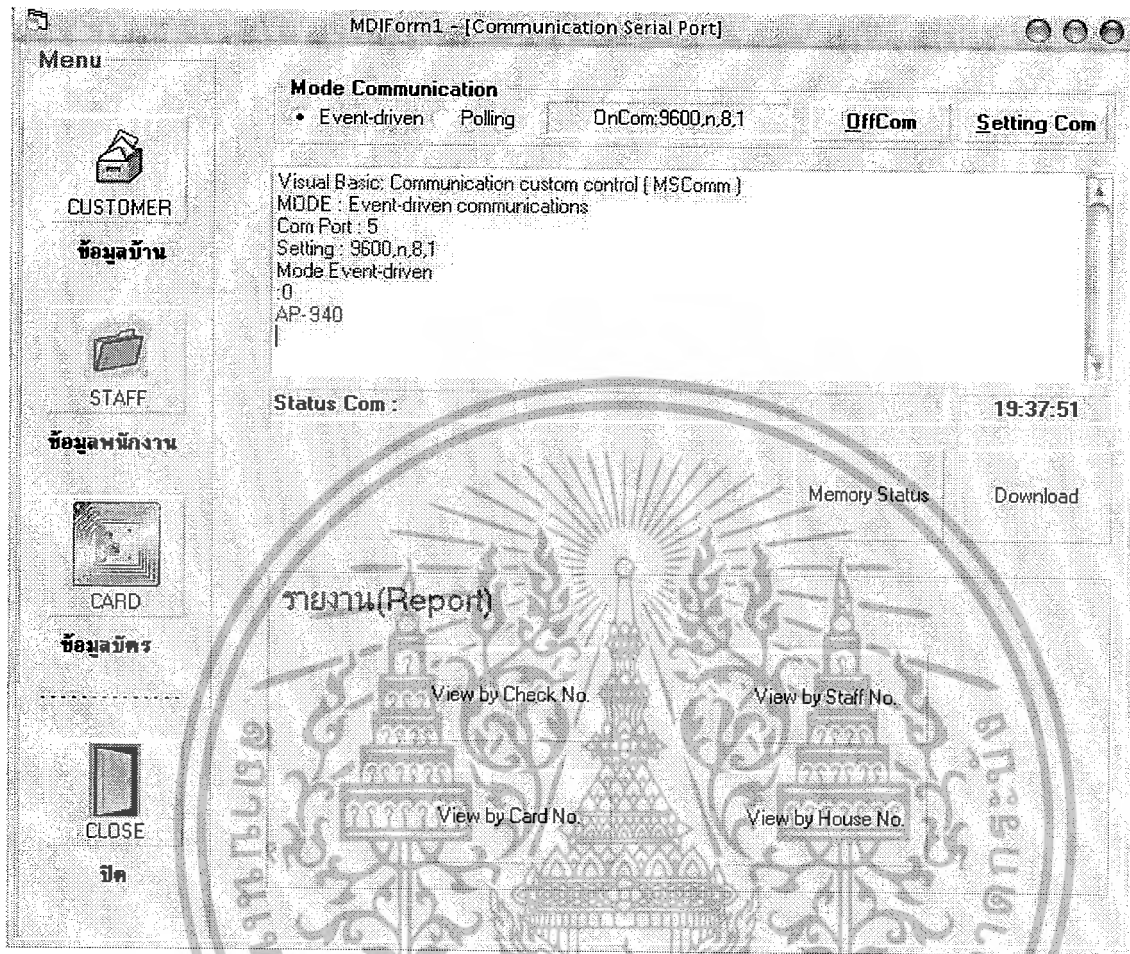 MDIForm1 - [Communication Serial Port]
Menu
CUSTOMER
ข้อมูลบ้าน
STAFF
ข้อมูลพนักงาน
CARD
ข้อมูลบัตร
CLOSE
ปิด
Mode Communication
Event-driven Polling OnCom:9600,n,8,1 OffCom Setting Com
Visual Basic: Communication custom control ( MSComm )
MODE : Event-driven communications
Com Port : 5
Setting : 9600,n,8,1
Mode Event-driven
:0
AP-940
Status Com : 19:37:51
Memory Status Download
รายงาน(Report)
View by Check No. View by Staff No.
View by Card No. View by House No.